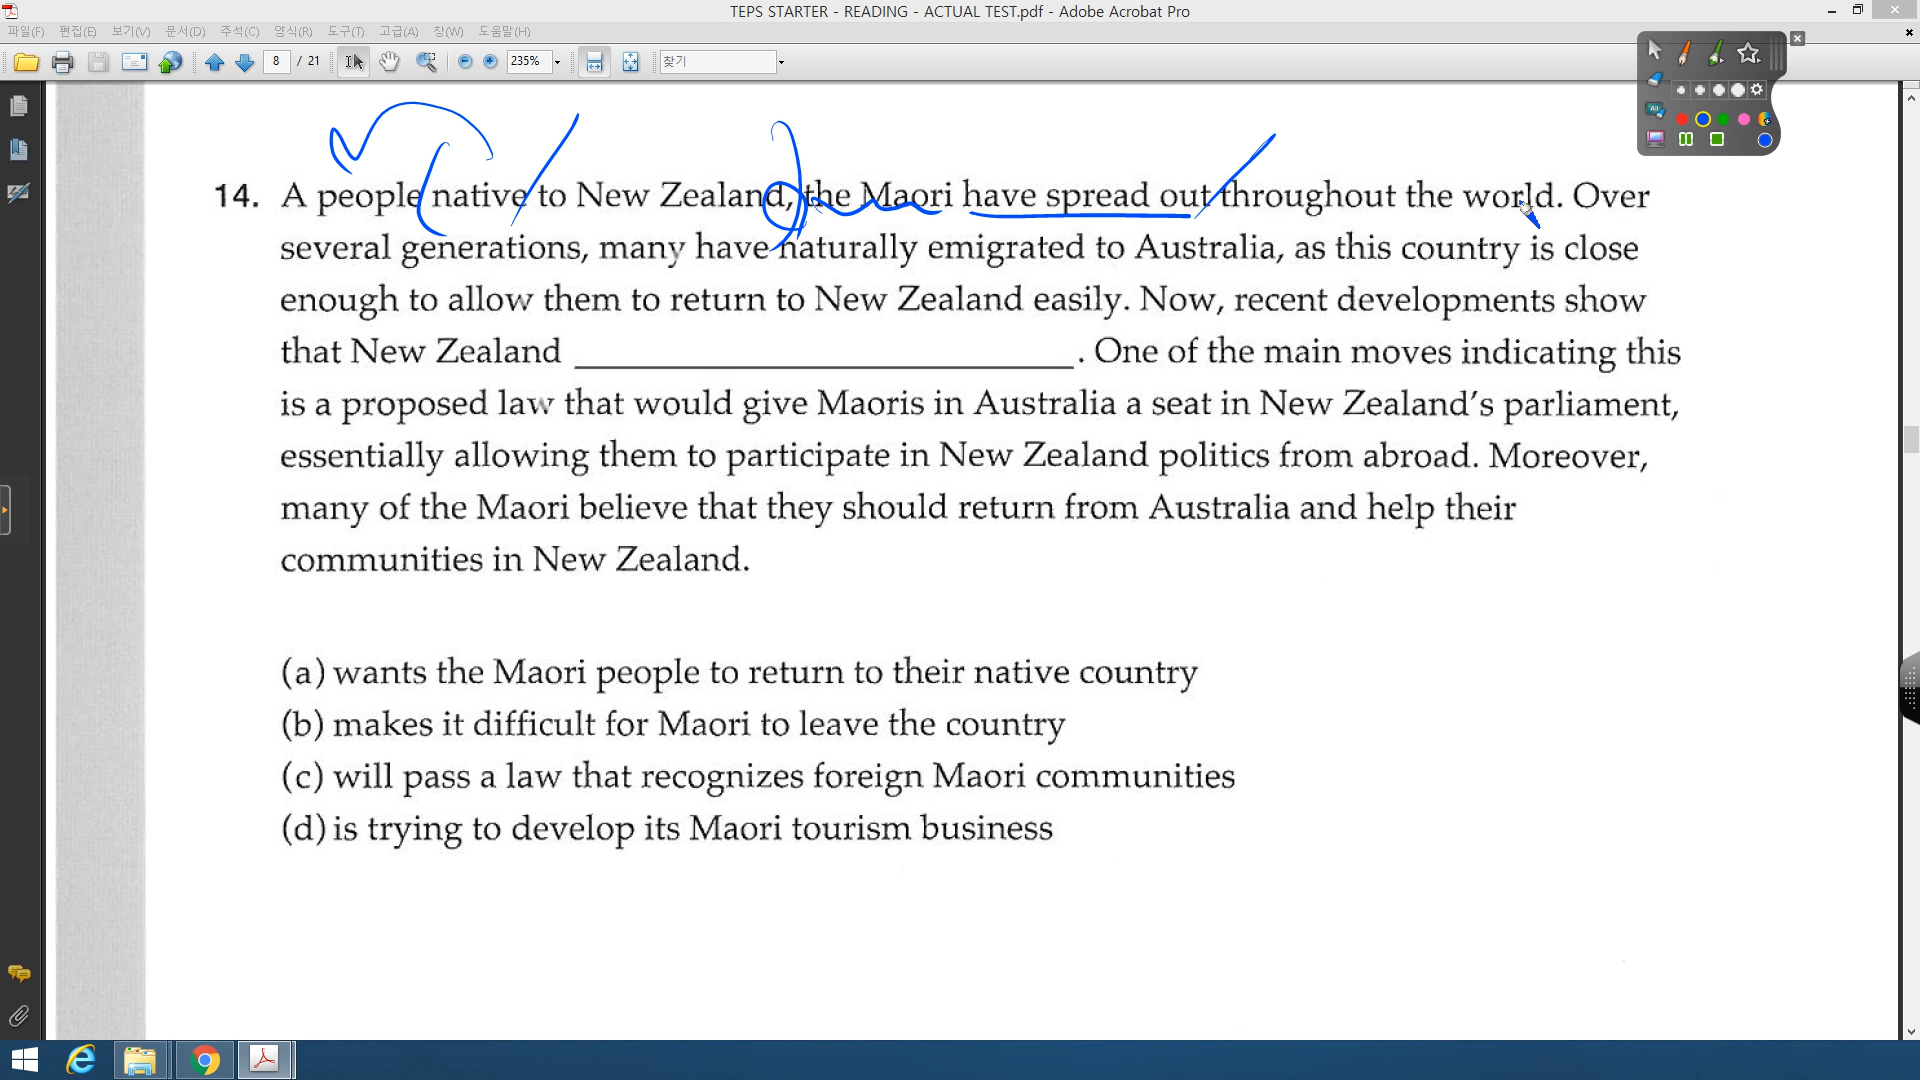 TEPS STARTER - READING - ACTUAL TEST.pdf - Adobe Acrobat Pro
파일(F) 편집(E) 보기(V) 문서(D) 주석(C) 양식(R) 도구(T) 고급(A) 창(W) 도움말(H)
8 / 21 235% 찾기
14. A people native to New Zealand, the Maori have spread out throughout the world. Over
several generations, many have naturally emigrated to Australia, as this country is close
enough to allow them to return to New Zealand easily. Now, recent developments show
that New Zealand ______________________________. One of the main moves indicating this
is a proposed law that would give Maoris in Australia a seat in New Zealand's parliament,
essentially allowing them to participate in New Zealand politics from abroad. Moreover,
many of the Maori believe that they should return from Australia and help their
communities in New Zealand.
(a) wants the Maori people to return to their native country
(b) makes it difficult for Maori to leave the country
(c) will pass a law that recognizes foreign Maori communities
(d) is trying to develop its Maori tourism business